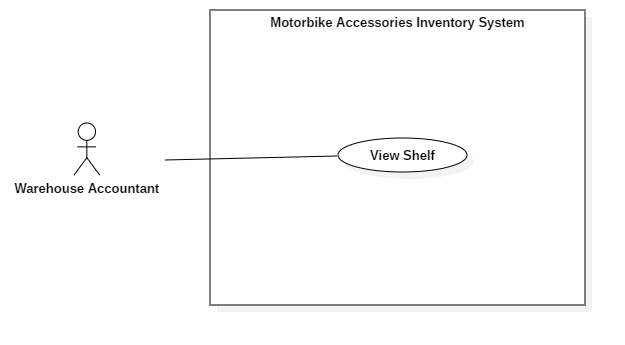 Motorbike Accessories Inventory System
View Shelf
Warehouse Accountant